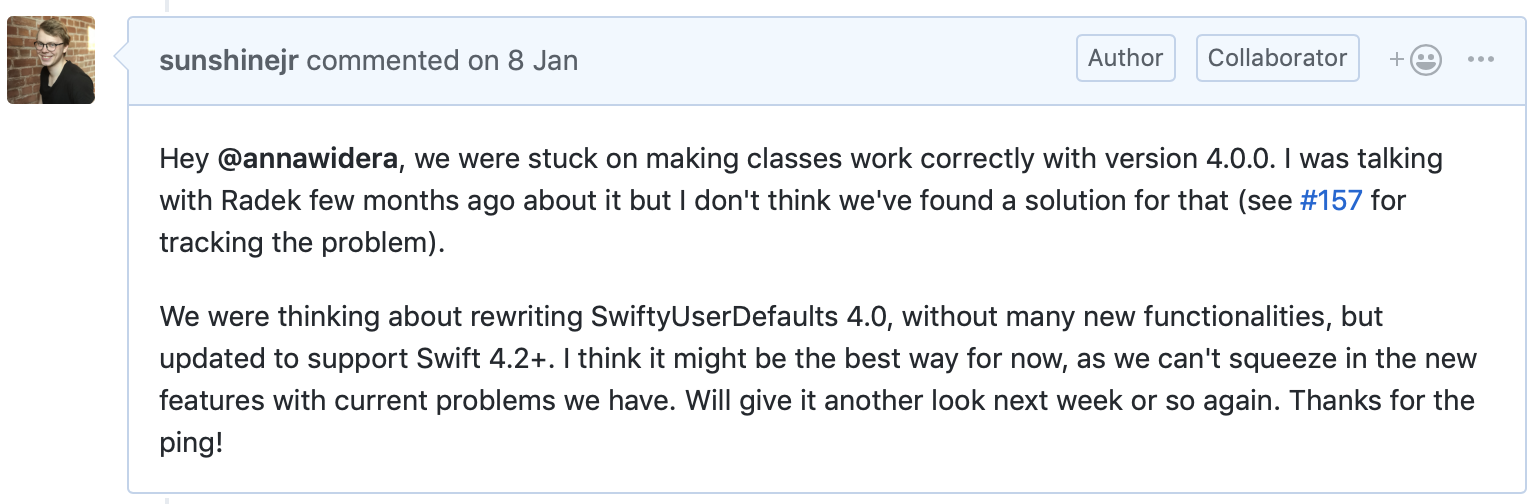 sunshinejr commented on 8 Jan
Author
Collaborator
Hey @annawidera, we were stuck on making classes work correctly with version 4.0.0. I was talking
with Radek few months ago about it but I don't think we've found a solution for that (see #157 for
tracking the problem).
We were thinking about rewriting SwiftyUserDefaults 4.0, without many new functionalities, but
updated to support Swift 4.2+. I think it might be the best way for now, as we can't squeeze in the new
features with current problems we have. Will give it another look next week or so again. Thanks for the
ping!